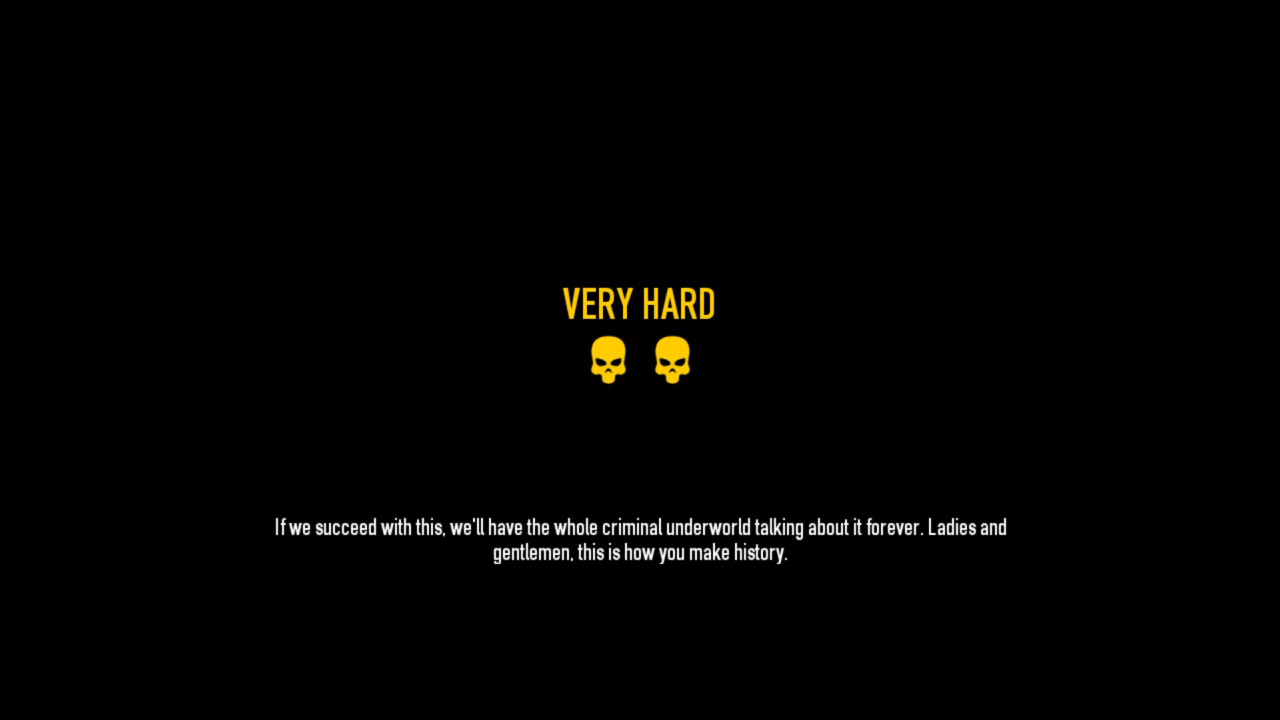 VERY HARD
If we succeed with this, we'll have the whole criminal underworld talking about it forever. Ladies and
gentlemen, this is how you make history.